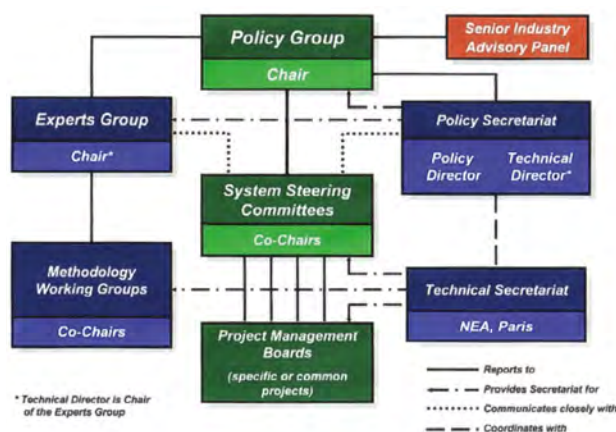 Policy Group
Chair
Senior Industry
Advisory Panel
Experts Group
Chair*
Policy Secretariat
Policy Director
Technical Director*
System Steering
Committees
Co-Chairs
Methodology
Working Groups
Co-Chairs
Technical Secretariat
NEA, Paris
Project Management
Boards
(specific or common
projects)
* Technical Director is Chair
of the Experts Group
Reports to
Provides Secretariat for
Communicates closely with
Coordinates with